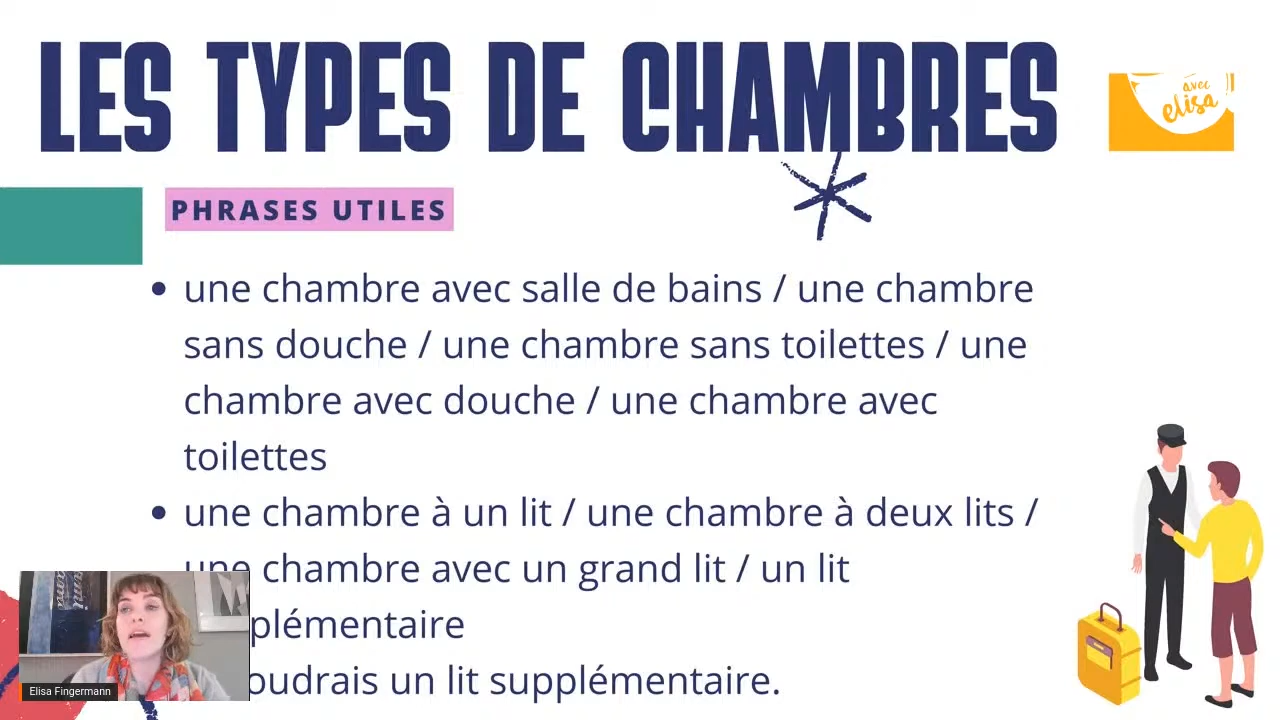 LES TYPES DE CHAMBRES
avec
elisa
PHRASES UTILES
• une chambre avec salle de bains / une chambre
sans douche / une chambre sans toilettes / une
chambre avec douche / une chambre avec
toilettes
• une chambre à un lit / une chambre à deux lits /
une chambre avec un grand lit / un lit
plémentaire
oudrais un lit supplémentaire.
Elisa Fingermann